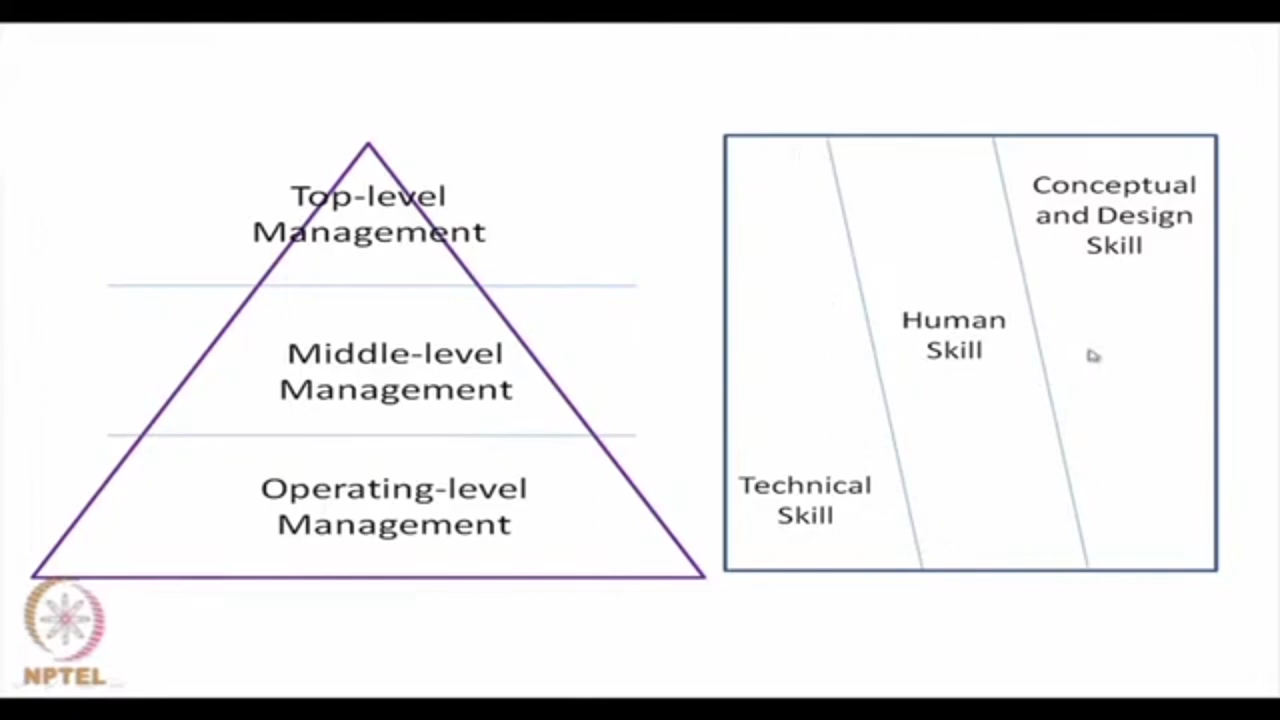 Top-level
Management
Middle-level
Management
Operating-level
Management
Conceptual
and Design
Skill
Human
Skill
Technical
Skill
NPTEL